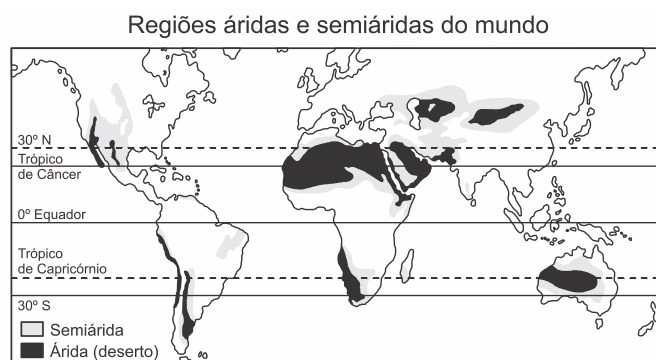 Regiões áridas e semiáridas do mundo
30º N
Trópico
de Câncer
0º Equador
Trópico
de Capricórnio
30º S
Semiárida
Árida (deserto)